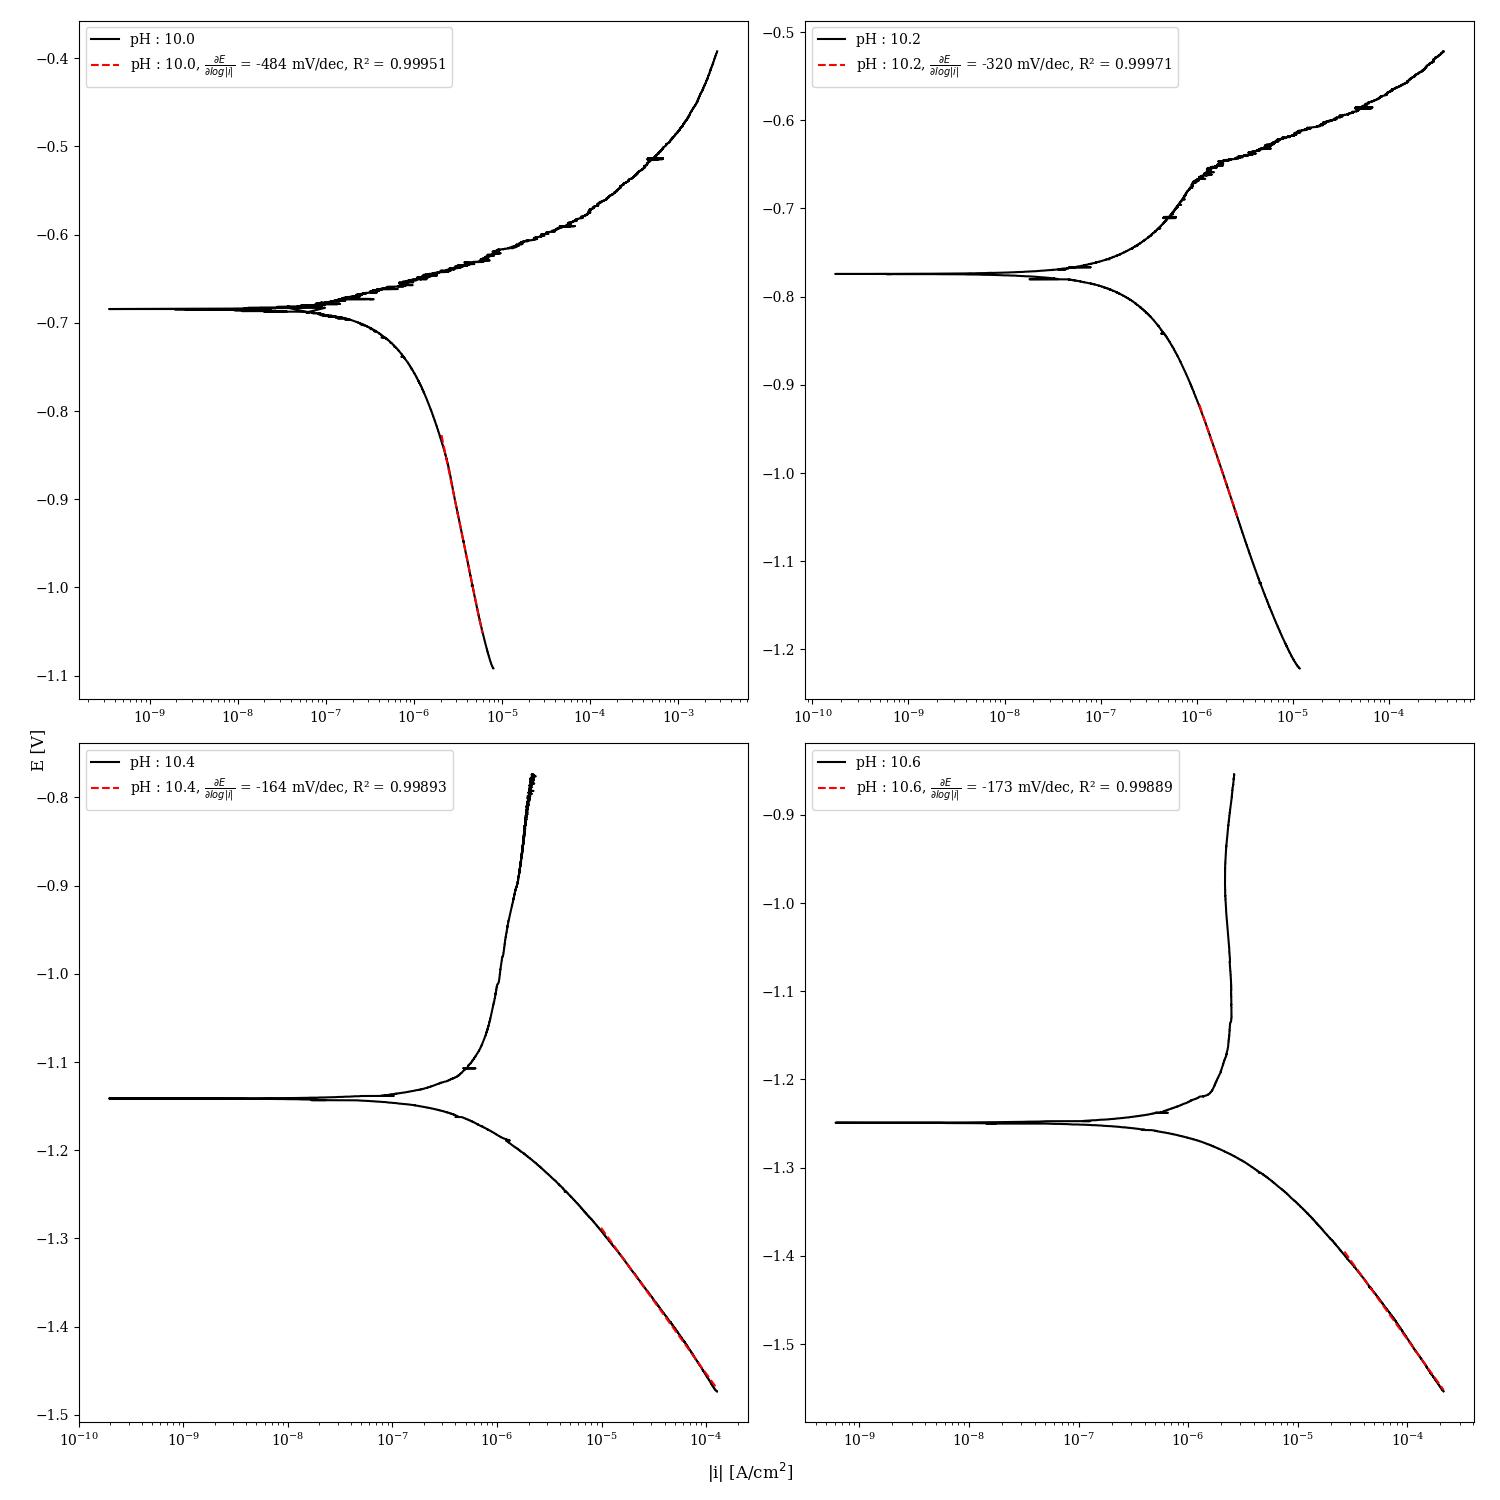 pH : 10.0
pH : 10.0, ∂E/∂log|i| = -484 mV/dec, R² = 0.99951
−0.4
−0.5
−0.6
−0.7
−0.8
−0.9
−1.0
−1.1
10⁻⁹ 10⁻⁸ 10⁻⁷ 10⁻⁶ 10⁻⁵ 10⁻⁴ 10⁻³
pH : 10.2
pH : 10.2, ∂E/∂log|i| = -320 mV/dec, R² = 0.99971
−0.5
−0.6
−0.7
−0.8
−0.9
−1.0
−1.1
−1.2
10⁻¹⁰ 10⁻⁹ 10⁻⁸ 10⁻⁷ 10⁻⁶ 10⁻⁵ 10⁻⁴
E [V]
pH : 10.4
pH : 10.4, ∂E/∂log|i| = -164 mV/dec, R² = 0.99893
−0.8
−0.9
−1.0
−1.1
−1.2
−1.3
−1.4
−1.5
10⁻¹⁰ 10⁻⁹ 10⁻⁸ 10⁻⁷ 10⁻⁶ 10⁻⁵ 10⁻⁴
pH : 10.6
pH : 10.6, ∂E/∂log|i| = -173 mV/dec, R² = 0.99889
−0.9
−1.0
−1.1
−1.2
−1.3
−1.4
−1.5
10⁻⁹ 10⁻⁸ 10⁻⁷ 10⁻⁶ 10⁻⁵ 10⁻⁴
|i| [A/cm²]